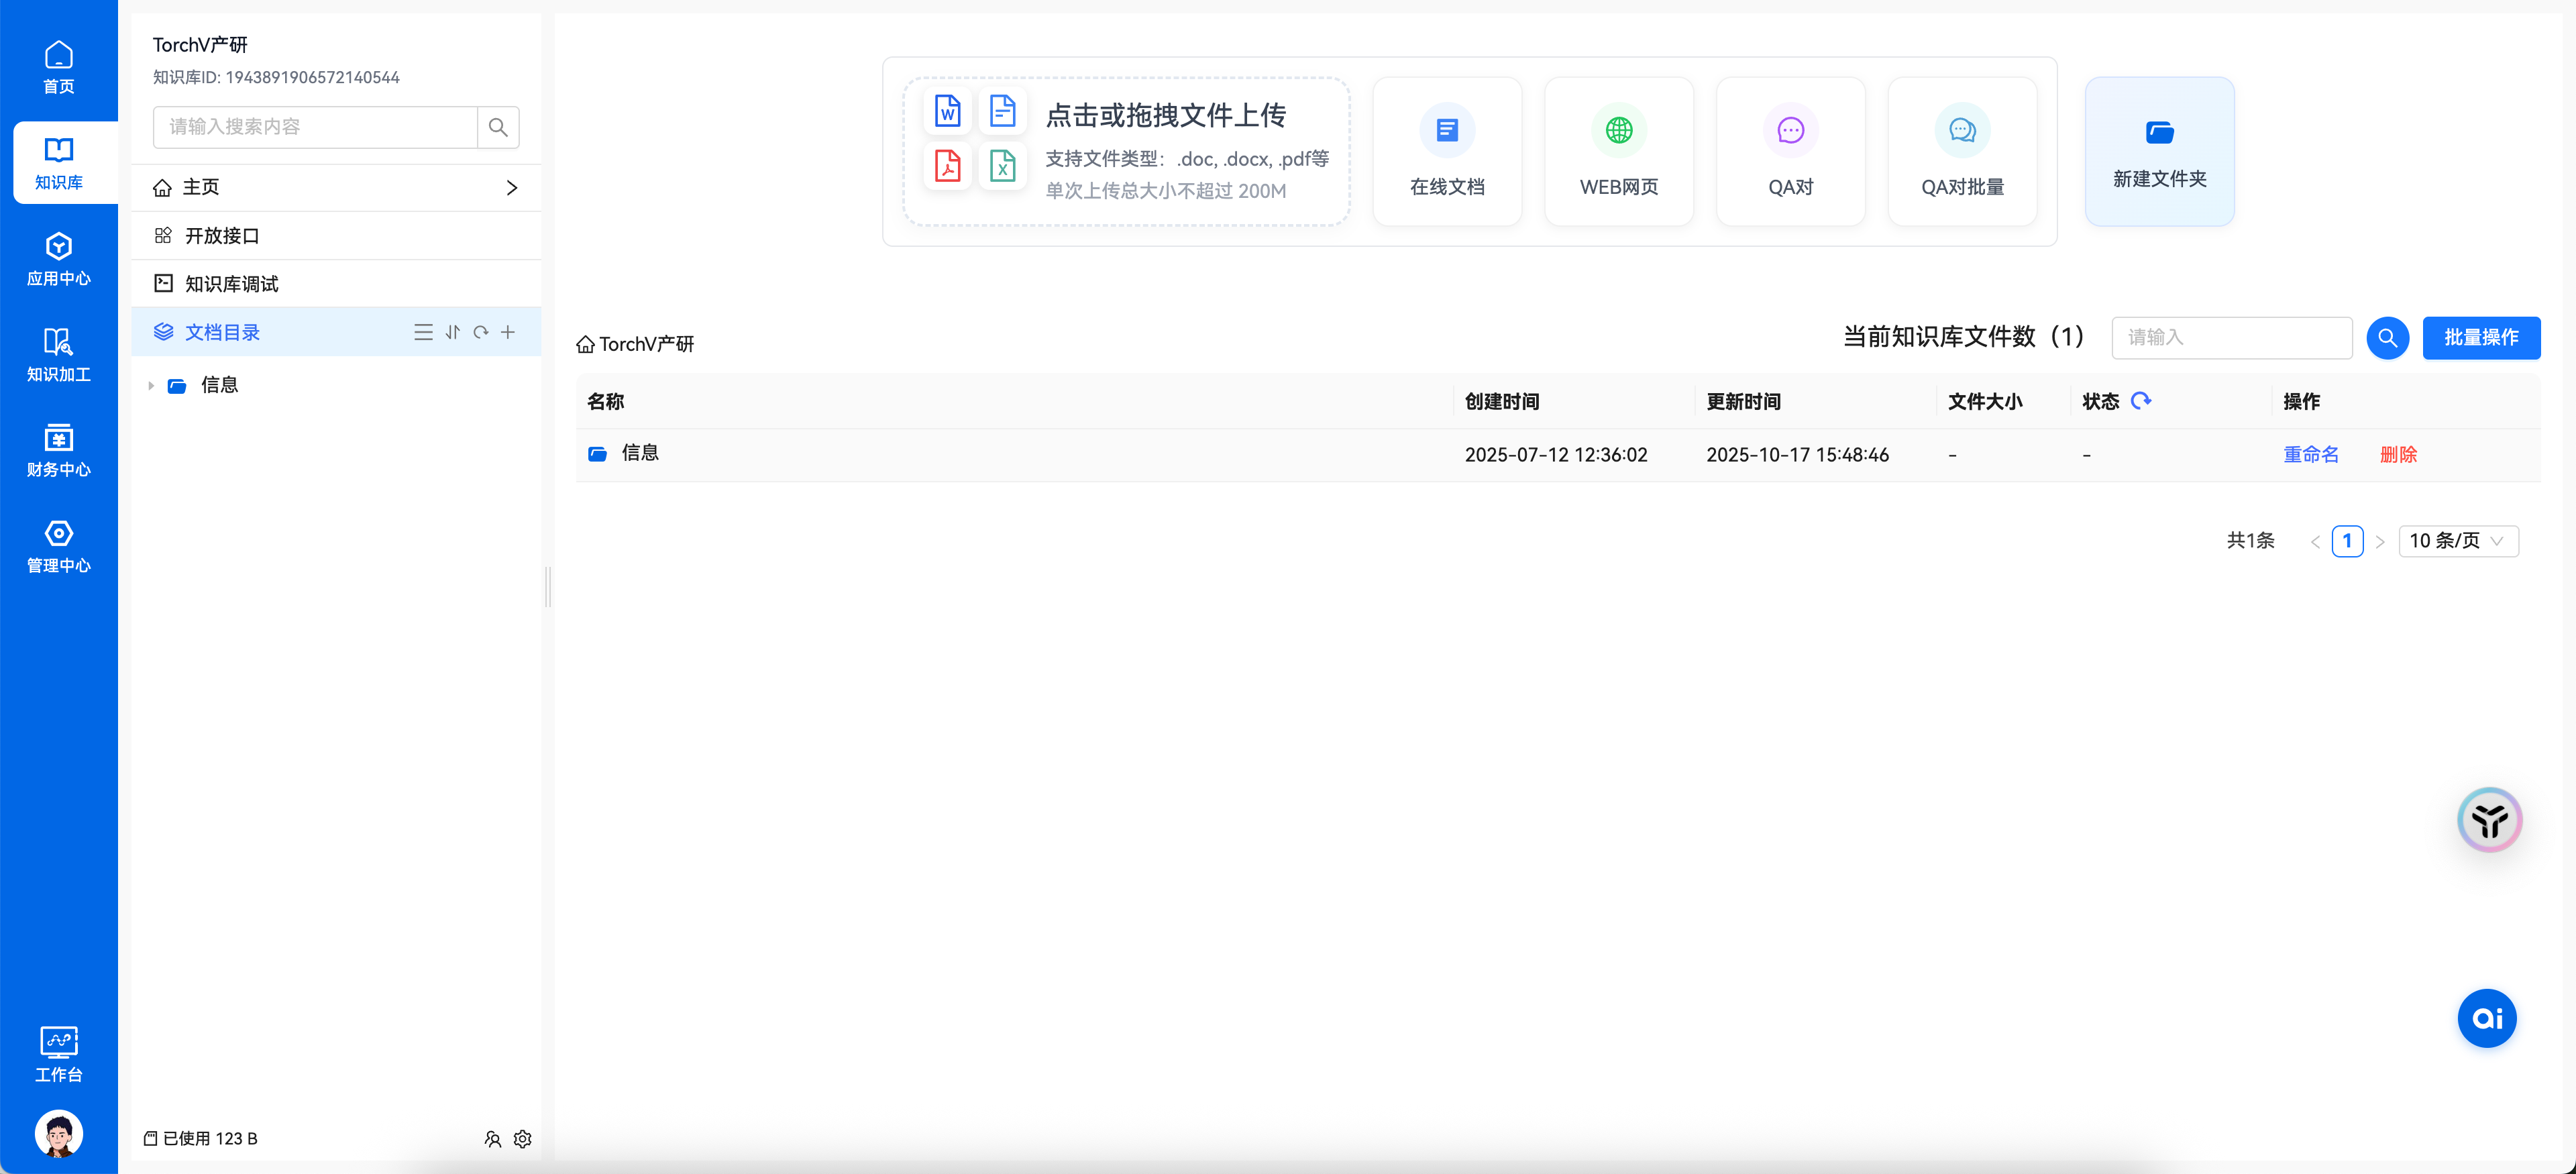 首页
知识库
应用中心
知识加工
财务中心
管理中心
工作台
TorchV产研
知识库ID: 1943891906572140544
请输入搜索内容
主页
开放接口
知识库调试
文档目录
信息
已使用 123 B
点击或拖拽文件上传
支持文件类型：.doc, .docx, .pdf等
单次上传总大小不超过 200M
在线文档
WEB网页
QA对
QA对批量
新建文件夹
TorchV产研
当前知识库文件数（1）
请输入
批量操作
名称 创建时间 更新时间 文件大小 状态 操作
信息 2025-07-12 12:36:02 2025-10-17 15:48:46 - - 重命名 删除
共1条 < 1 > 10 条/页
ai